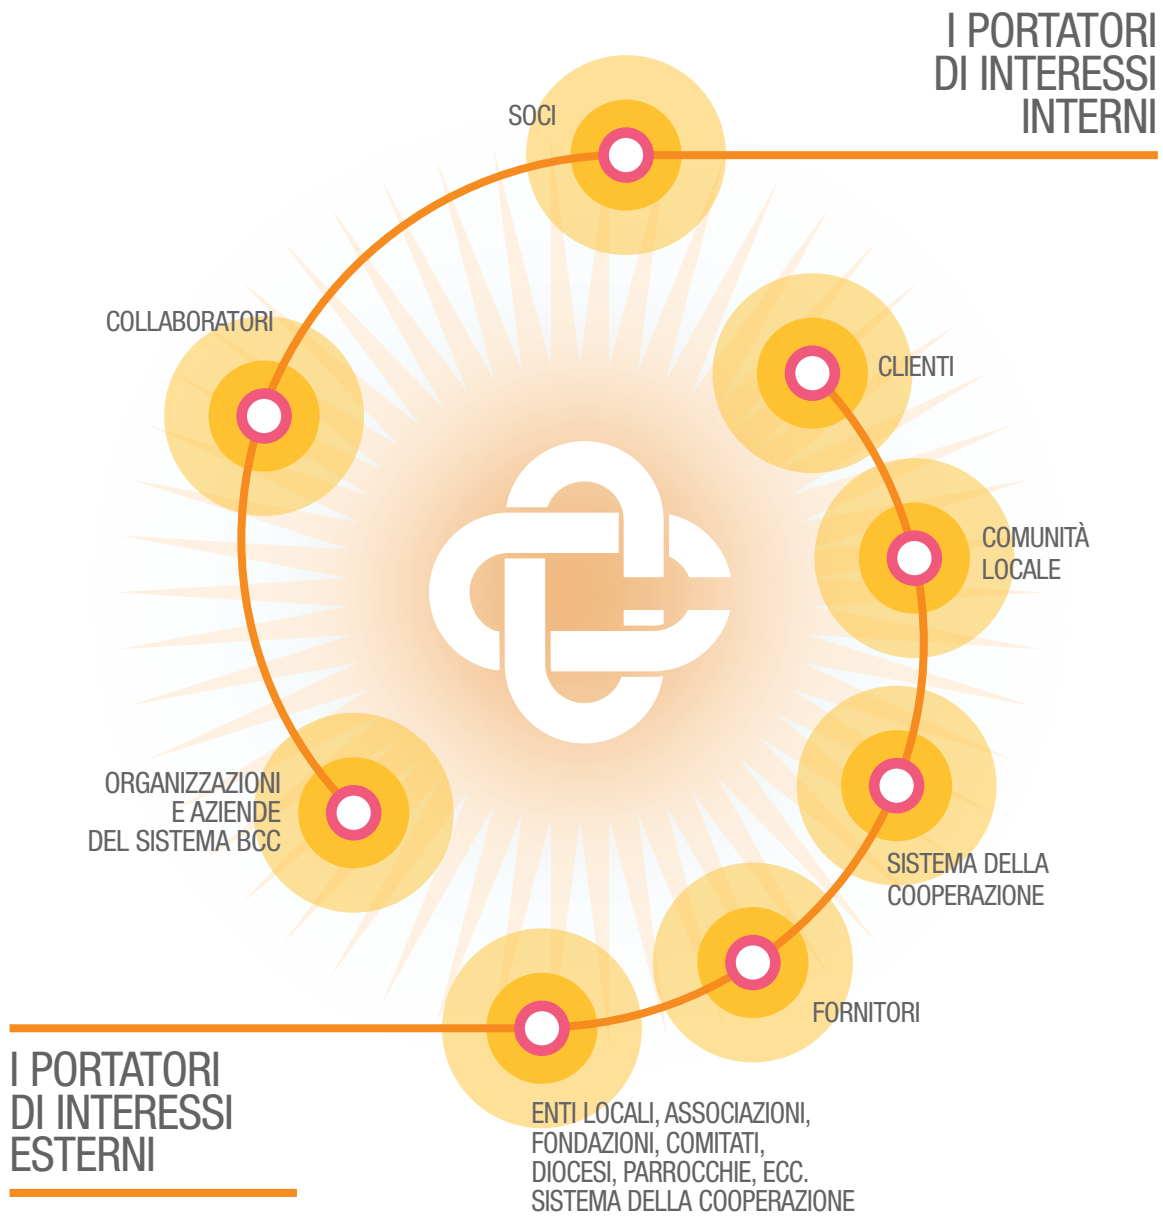 I PORTATORI
DI INTERESSI
INTERNI
SOCI
COLLABORATORI
ORGANIZZAZIONI
E AZIENDE
DEL SISTEMA BCC
CLIENTI
COMUNITÀ
LOCALE
SISTEMA DELLA
COOPERAZIONE
FORNITORI
ENTI LOCALI, ASSOCIAZIONI,
FONDAZIONI, COMITATI,
DIOCESI, PARROCCHIE, ECC.
SISTEMA DELLA COOPERAZIONE
I PORTATORI
DI INTERESSI
ESTERNI